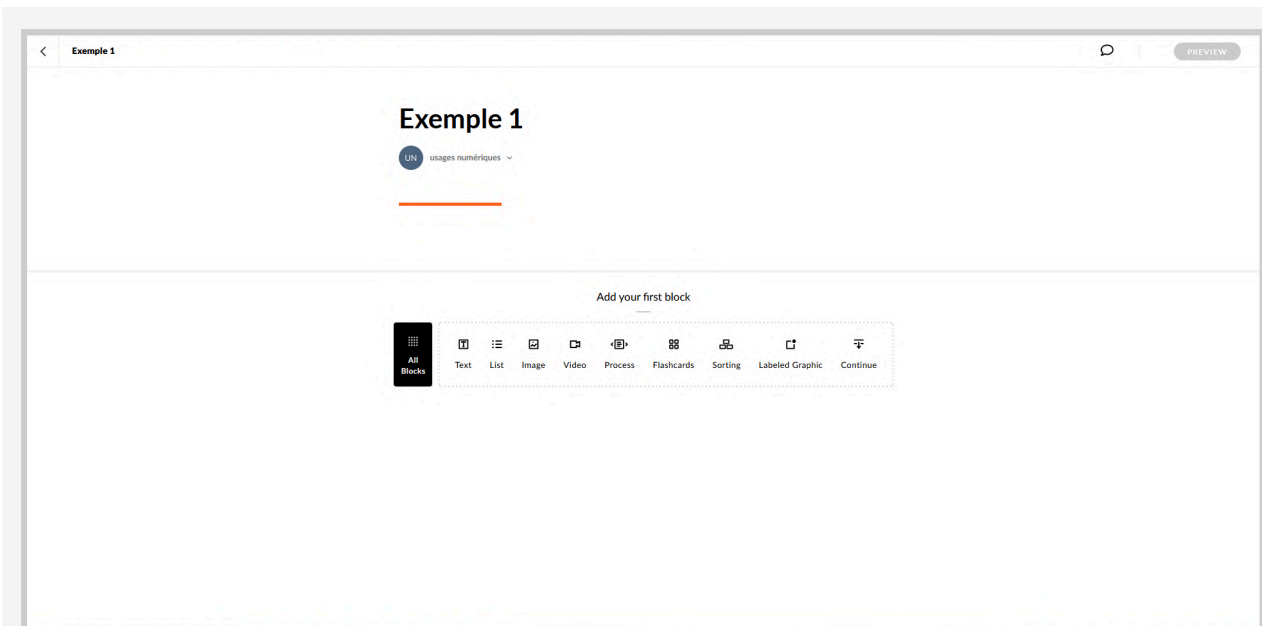 Exemple 1
PREVIEW
Exemple 1
UN usages numériques
Add your first block
All Blocks
Text List Image Video Process Flashcards Sorting Labeled Graphic Continue